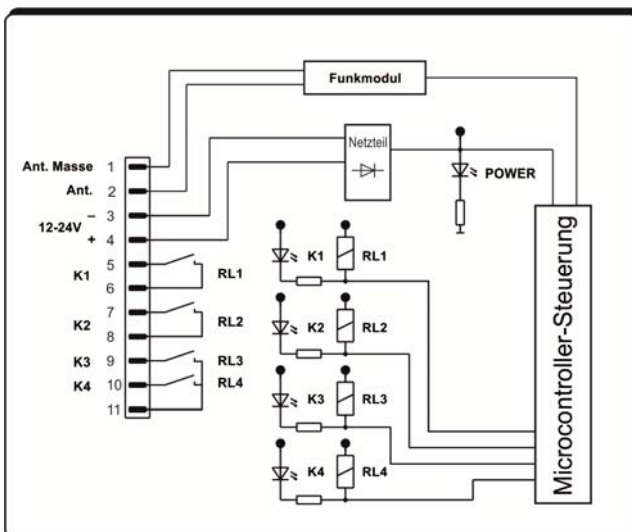 Funkmodul
Netzteil
POWER
Ant. Masse 1
Ant. 2
– 3
12-24V
+ 4
K1 5 RL1
6
K2 7 RL2
8
K3 9 RL3
K4 10 RL4
11
K1 RL1
K2 RL2
K3 RL3
K4 RL4
Microcontroller-Steuerung